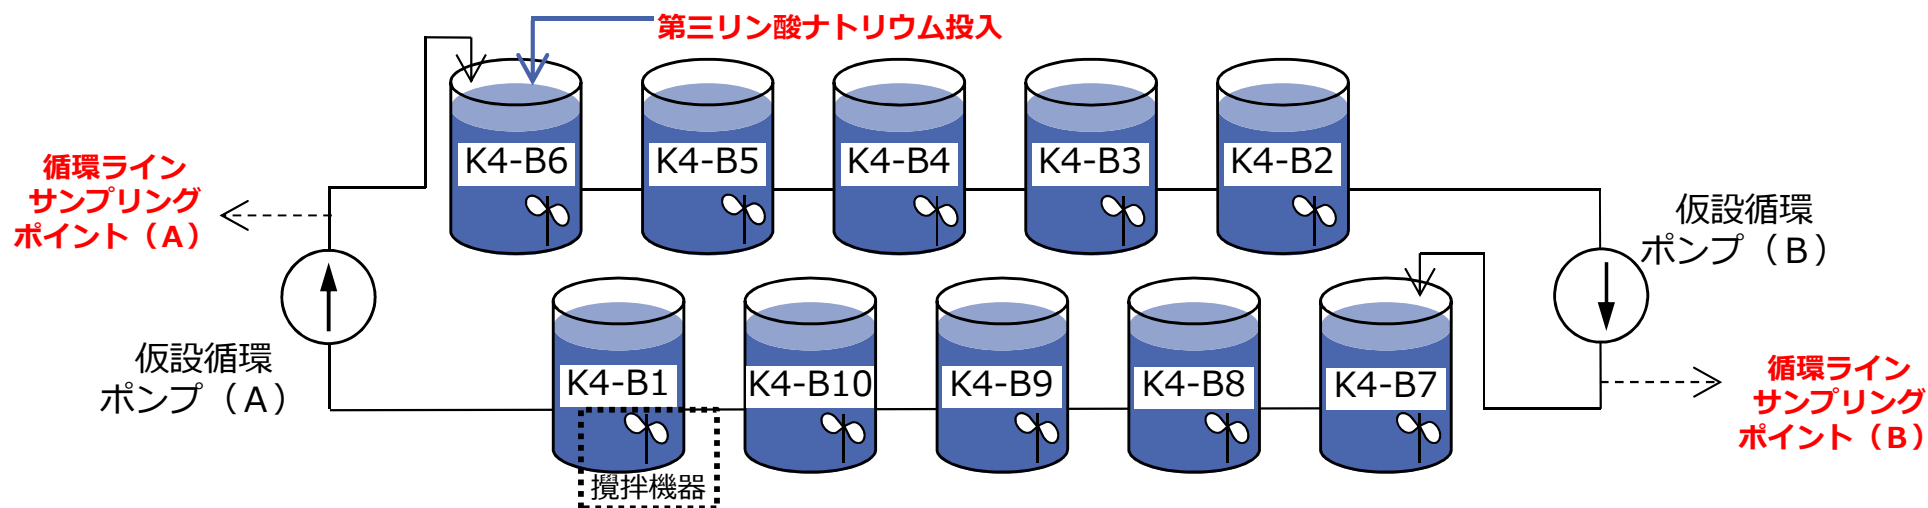 第三リン酸ナトリウム投入
K4-B6
K4-B5
K4-B4
K4-B3
K4-B2
循環ライン
サンプリング
ポイント（A）
仮設循環
ポンプ（B）
仮設循環
ポンプ（A）
K4-B1
K4-B10
K4-B9
K4-B8
K4-B7
攪拌機器
循環ライン
サンプリング
ポイント（B）